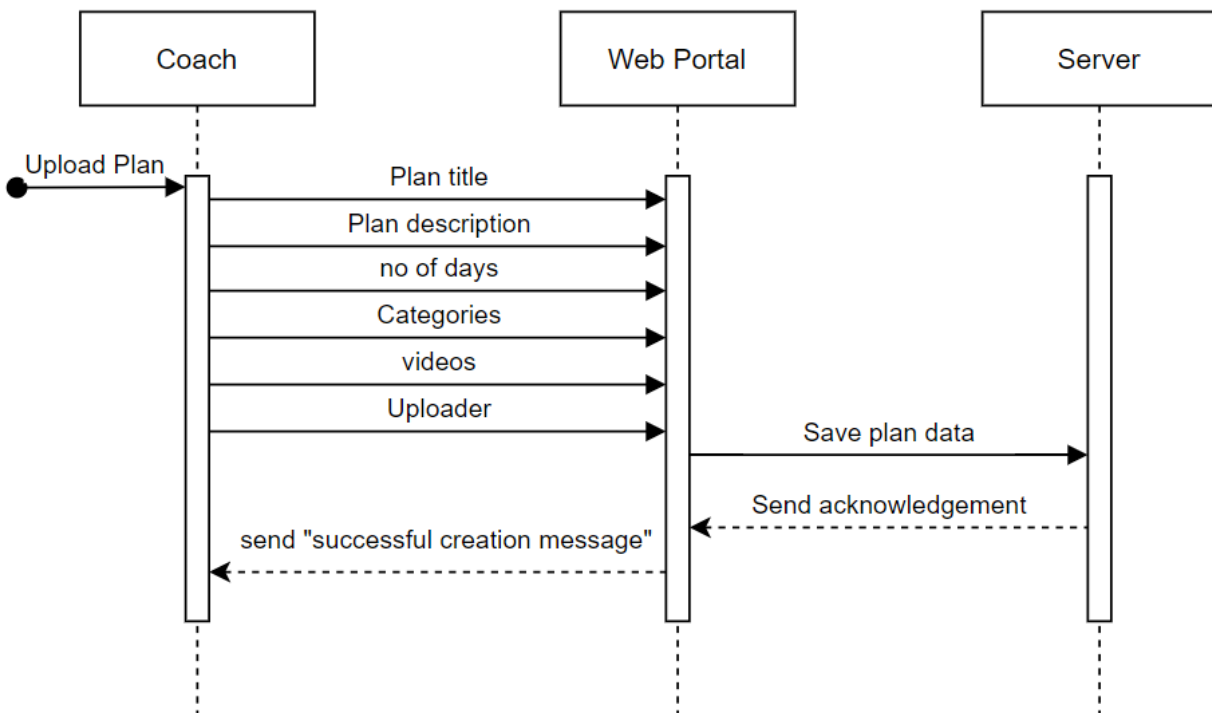 Coach
Web Portal
Server
Upload Plan
Plan title
Plan description
no of days
Categories
videos
Uploader
Save plan data
Send acknowledgement
send "successful creation message"